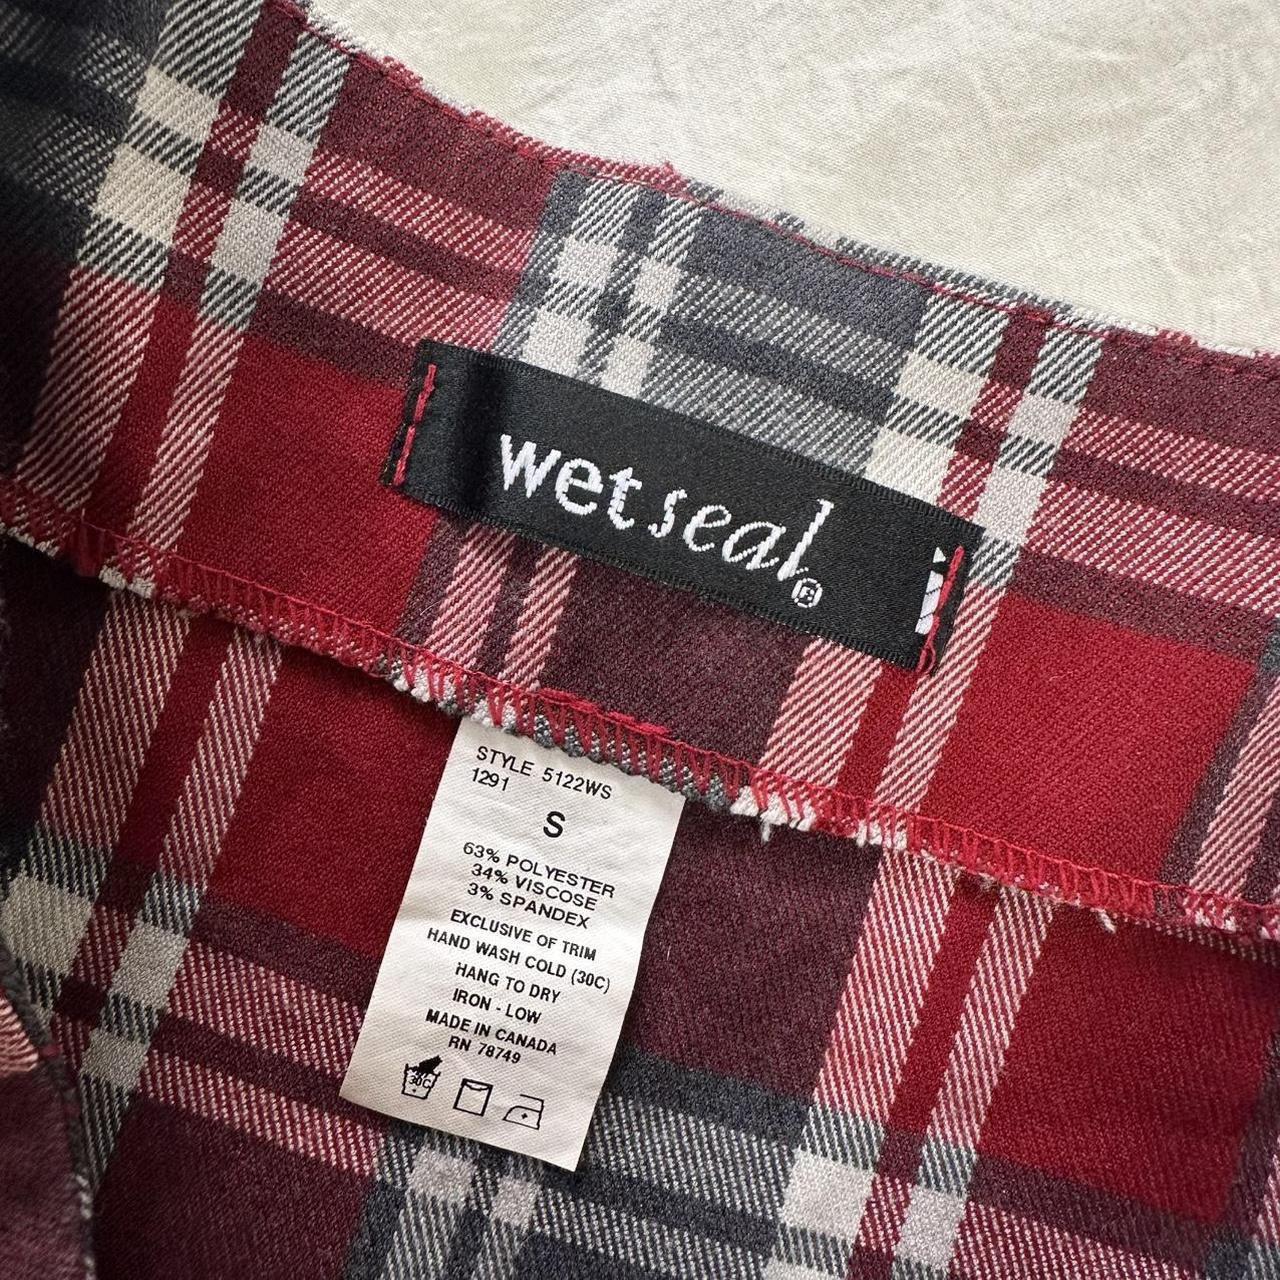 wet seal®
STYLE 5122WS
1291
S
63% POLYESTER
34% VISCOSE
3% SPANDEX
EXCLUSIVE OF TRIM
HAND WASH COLD (30C)
HANG TO DRY
IRON - LOW
MADE IN CANADA
RN 78749
30C